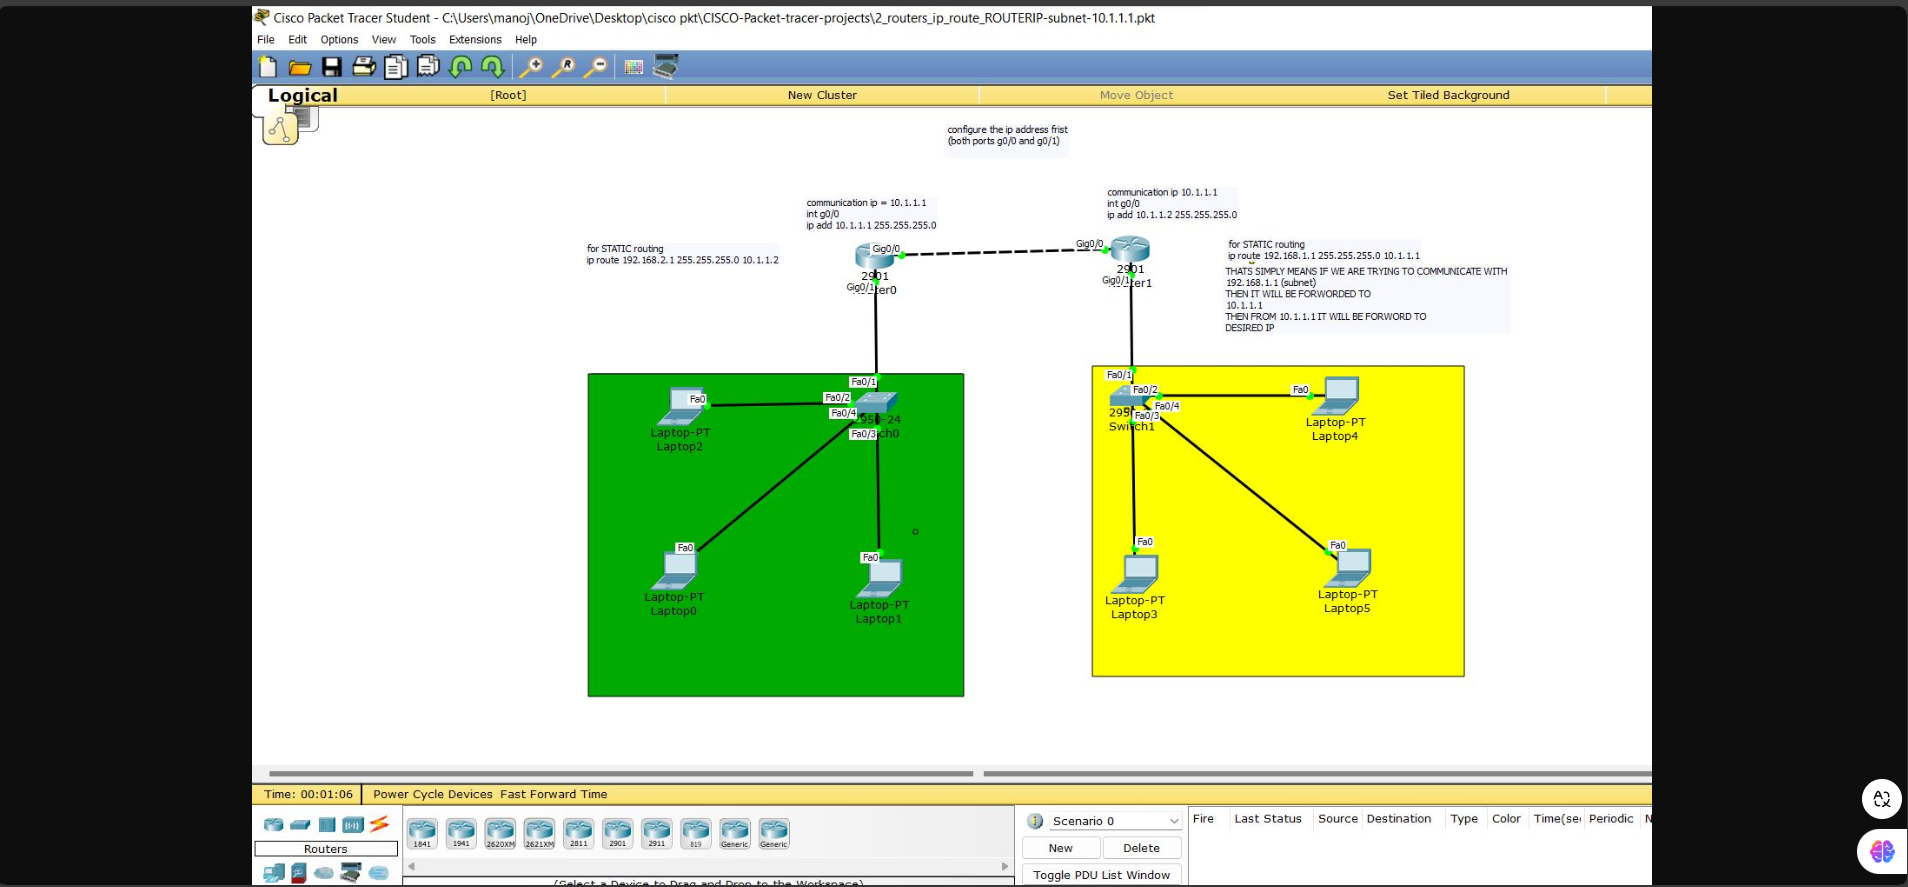 Cisco Packet Tracer Student - C:\Users\manoj\OneDrive\Desktop\cisco pkt\CISCO-Packet-tracer-projects\2_routers_ip_route_ROUTERIP-subnet-10.1.1.1.pkt
File Edit Options View Tools Extensions Help
Logical [Root] New Cluster Move Object Set Tiled Background
configure the ip address frist
(both ports g0/0 and g0/1)
communication ip = 10.1.1.1
int g0/0
ip add 10.1.1.1 255.255.255.0
communication ip 10.1.1.1
int g0/0
ip add 10.1.1.2 255.255.255.0
for STATIC routing
ip route 192.168.2.1 255.255.255.0 10.1.1.2
for STATIC routing
ip route 192.168.1.1 255.255.255.0 10.1.1.1
THATS SIMPLY MEANS IF WE ARE TRYING TO COMMUNICATE WITH
192.168.1.1 (subnet)
THEN IT WILL BE FORWORDED TO
10.1.1.1
THEN FROM 10.1.1.1 IT WILL BE FORWORD TO
DESIRED IP
Gig0/0
2901
Gig0/1
Gig0/0
2901
Gig0/1
Fa0/1
Fa0/2
Fa0/4
Fa0/3
Fa0
Laptop-PT
Laptop2
Fa0
Laptop-PT
Laptop0
Fa0
Laptop-PT
Laptop1
Fa0/1
Fa0/2
Fa0/4
Fa0/3
Switch1
Fa0
Laptop-PT
Laptop4
Fa0
Laptop-PT
Laptop3
Fa0
Laptop-PT
Laptop5
Time: 00:01:06 Power Cycle Devices Fast Forward Time
Routers
1841 1941 2620XM 2621XM 2811 2901 2911 819 Generic Generic
(Select a Device to Drag and Drop to the Workspace)
Scenario 0
New Delete
Toggle PDU List Window
Fire Last Status Source Destination Type Color Time(se Periodic N